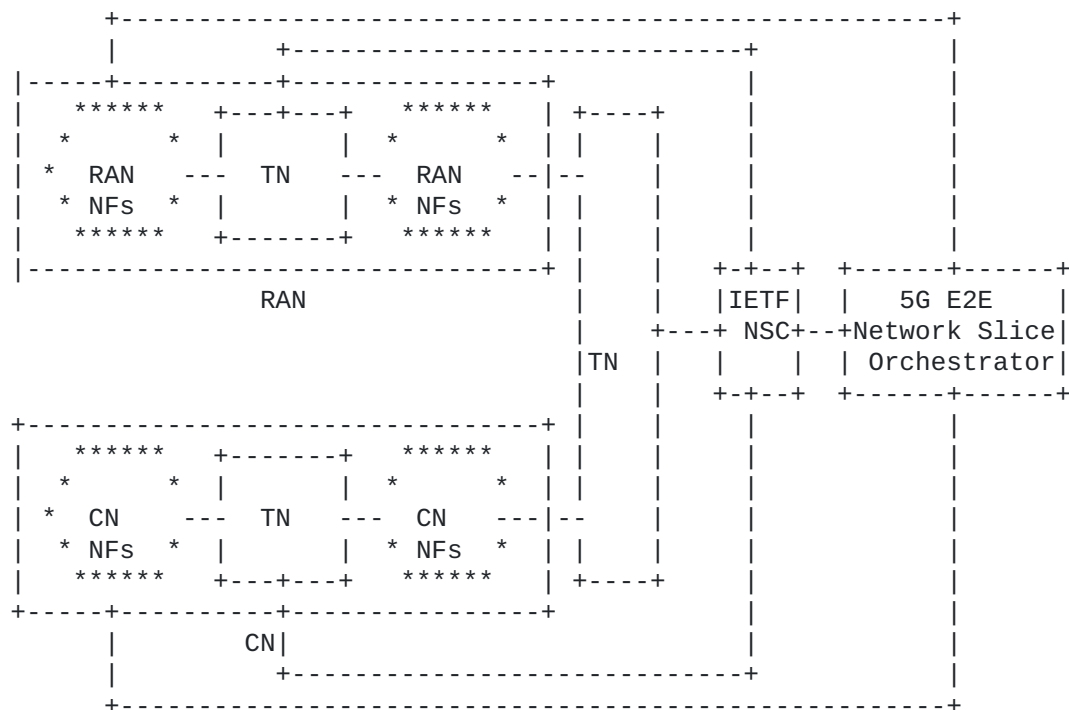 RAN TN RAN
NFs NFs
RAN
IETF 5G E2E
NSC Network Slice
TN Orchestrator
CN TN CN
NFs NFs
CN